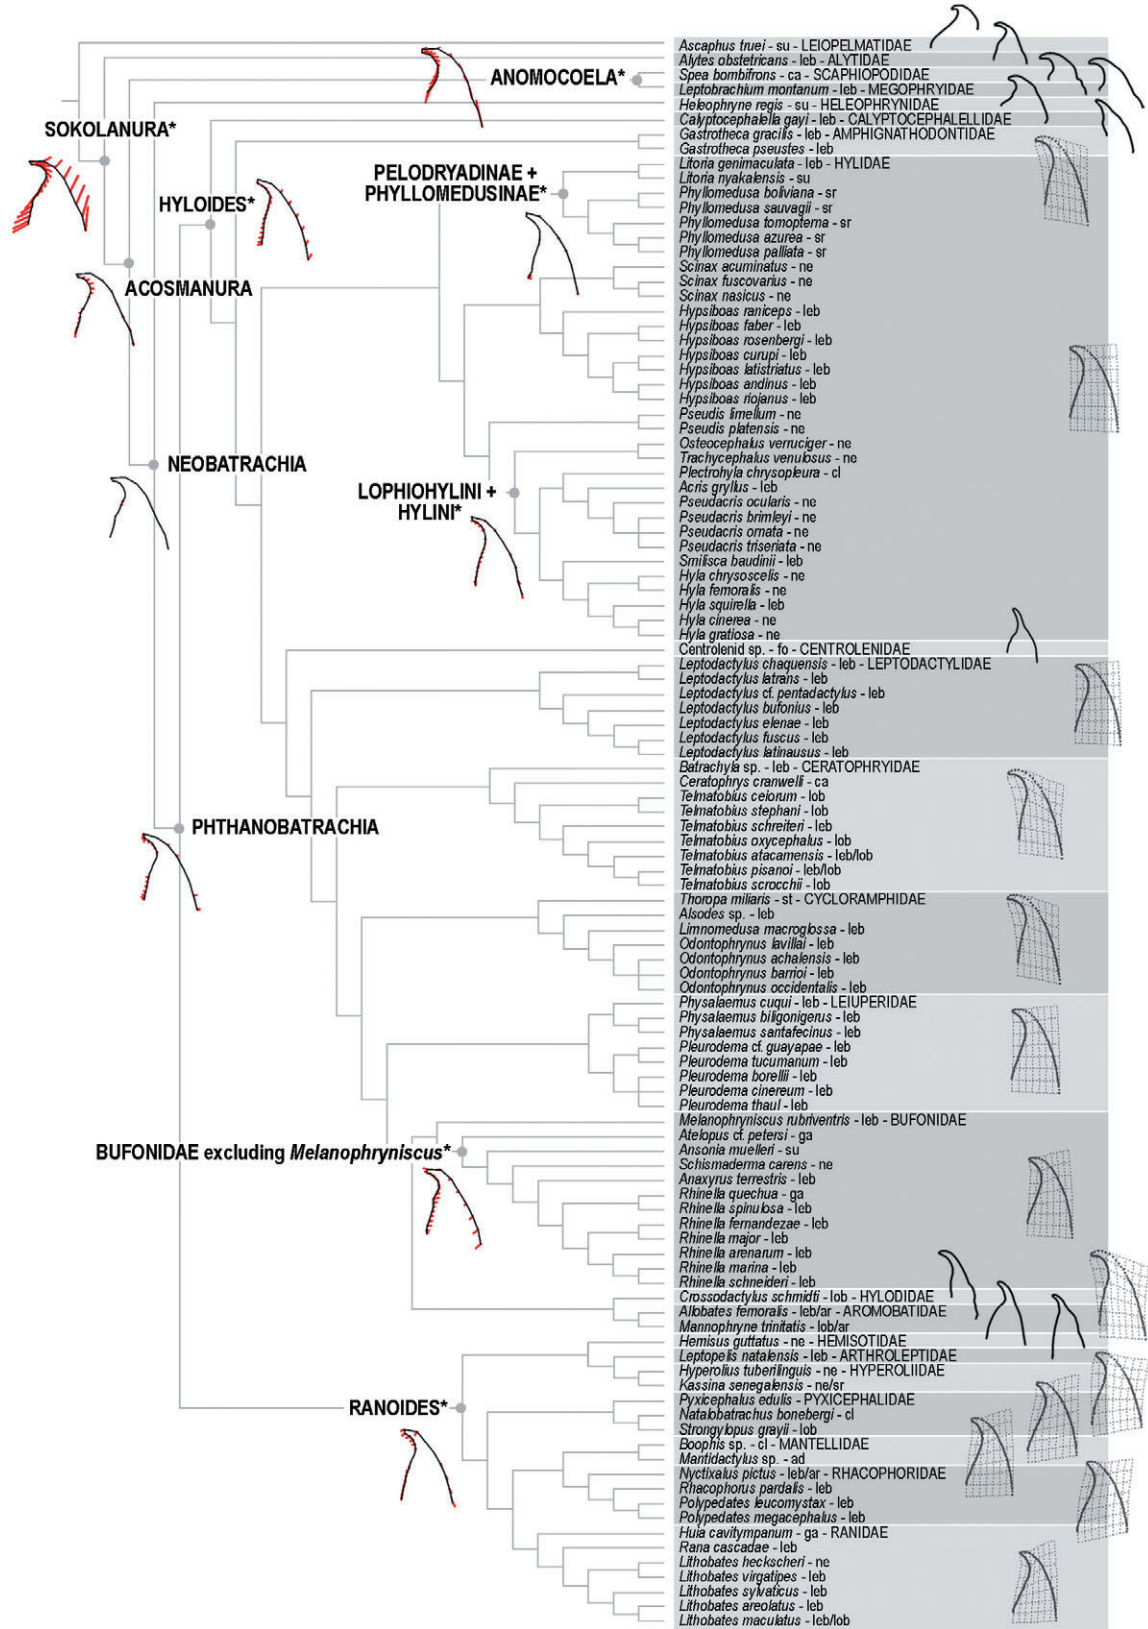 Ascaphus truei - su - LEIOPELMATIDAE
Alytes obstetricans - leb - ALYTIDAE
Spea bombifrons - ca - SCAPHIOPODIDAE
Leptobrachium montanum - leb - MEGOPHRYIDAE
Heleophryne regis - su - HELEOPHRYNIDAE
Calyptocephalella gayi - leb - CALYPTOCEPHALELLIDAE
Gastrotheca gracilis - leb - AMPHIGNATHODONTIDAE
Gastrotheca pseustes - leb
Litoria genimaculata - leb - HYLIDAE
Litoria nyakalensis - su
Phyllomedusa boliviana - sr
Phyllomedusa sauvagii - sr
Phyllomedusa tomopterna - sr
Phyllomedusa azurea - sr
Phyllomedusa palliata - sr
Scinax acuminatus - ne
Scinax fuscovarius - ne
Scinax nasicus - ne
Hypsiboas raniceps - leb
Hypsiboas faber - leb
Hypsiboas rosenbergi - leb
Hypsiboas curupi - leb
Hypsiboas latistriatus - leb
Hypsiboas andinus - leb
Hypsiboas riojanus - leb
Pseudis limellum - ne
Pseudis platensis - ne
Osteocephalus verruciger - ne
Trachycephalus venulosus - ne
Plectrohyla chrysopleura - cl
Acris gryllus - leb
Pseudacris ocularis - ne
Pseudacris brimleyi - ne
Pseudacris ornata - ne
Pseudacris triseriata - ne
Smilisca baudinii - leb
Hyla chrysoscelis - ne
Hyla femoralis - ne
Hyla squirella - leb
Hyla cinerea - ne
Hyla gratiosa - ne
Centrolenid sp. - fo - CENTROLENIDAE
Leptodactylus chaquensis - leb - LEPTODACTYLIDAE
Leptodactylus latrans - leb
Leptodactylus cf. pentadactylus - leb
Leptodactylus bufonius - leb
Leptodactylus elenae - leb
Leptodactylus fuscus - leb
Leptodactylus latinausus - leb
Batrachyla sp. - leb - CERATOPHRYIDAE
Ceratophrys cranwelli - ca
Telmatobius ceiorum - lob
Telmatobius stephani - lob
Telmatobius schreiteri - leb
Telmatobius oxycephalus - lob
Telmatobius atacamensis - leb/lob
Telmatobius pisanoi - leb/lob
Telmatobius scrocchii - lob
Thoropa miliaris - st - CYCLORAMPHIDAE
Alsodes sp. - leb
Limnomedusa macroglossa - leb
Odontophrynus lavillai - leb
Odontophrynus achalensis - leb
Odontophrynus barrioi - leb
Odontophrynus occidentalis - leb
Physalaemus cuqui - leb - LEIUPERIDAE
Physalaemus biligonigerus - leb
Physalaemus santafecinus - leb
Pleurodema cf. guayapae - leb
Pleurodema tucumanum - leb
Pleurodema borellii - leb
Pleurodema cinereum - leb
Pleurodema thaul - leb
Melanophryniscus rubriventris - leb - BUFONIDAE
Atelopus cf. petersi - ga
Ansonia muelleri - su
Schismaderma carens - ne
Anaxyrus terrestris - leb
Rhinella quechua - ga
Rhinella spinulosa - leb
Rhinella fernandezae - leb
Rhinella major - leb
Rhinella arenarum - leb
Rhinella marina - leb
Rhinella schneideri - leb
Crossodactylus schmidti - lob - HYLODIDAE
Allobates femoralis - leb/ar - AROMOBATIDAE
Mannophryne trinitatis - lob/ar
Hemisus guttatus - ne - HEMISOTIDAE
Leptopelis natalensis - leb - ARTHROLEPTIDAE
Hyperolius tuberilinguis - ne - HYPEROLIIDAE
Kassina senegalensis - ne/sr
Pyxicephalus edulis - PYXICEPHALIDAE
Natalobatrachus bonebergi - cl
Strongylopus grayii - lob
Boophis sp. - cl - MANTELLIDAE
Mantidactylus sp. - ad
Nyctixalus pictus - leb/ar - RHACOPHORIDAE
Rhacophorus pardalis - leb
Polypedates leucomystax - leb
Polypedates megacephalus - leb
Huia cavitympanum - ga - RANIDAE
Rana cascadae - leb
Lithobates heckscheri - ne
Lithobates virgatipes - leb
Lithobates sylvaticus - leb
Lithobates areolatus - leb
Lithobates maculatus - leb/lob
ANOMOCOELA*
SOKOLANURA*
PELODRYADINAE +
PHYLLOMEDUSINAE*
HYLOIDES*
ACOSMANURA
NEOBATRACHIA
LOPHIOHYLINI +
HYLINI*
PHTHANOBATRACHIA
BUFONIDAE excluding Melanophryniscus*
RANOIDES*